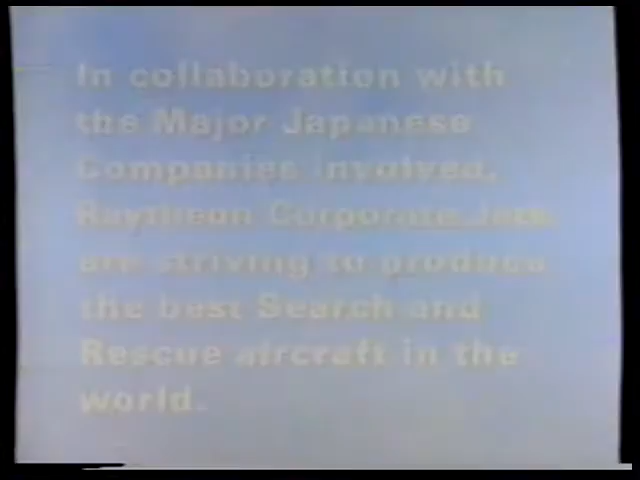 In collaboration with
the Major Japanese
Companies involved,
Raytheon Corporate Jets
are striving to produce
the best Search and
Rescue aircraft in the
world.